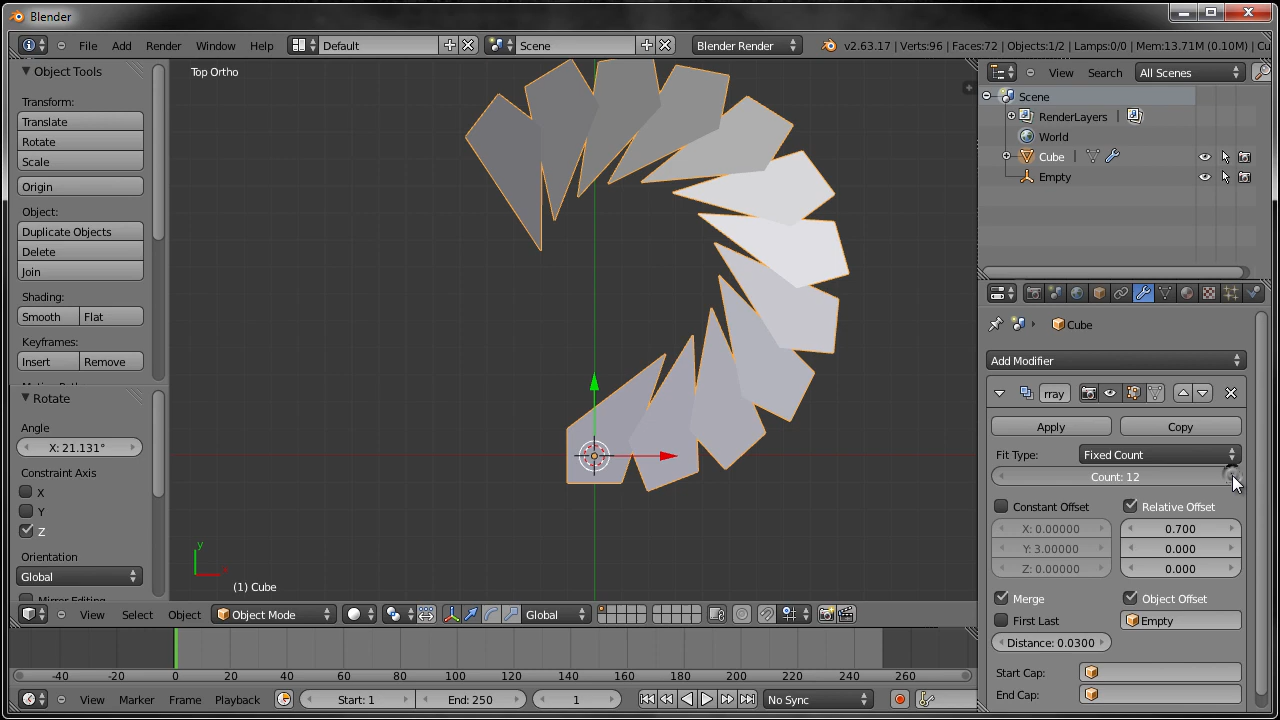 Blender
File Add Render Window Help Default Scene Blender Render v2.63.17 | Verts:96 | Faces:72 | Objects:1/2 | Lamps:0/0 | Mem:13.71M (0.10M) | Cu
Object Tools
Transform:
Translate
Rotate
Scale
Origin
Object:
Duplicate Objects
Delete
Join
Shading:
Smooth Flat
Keyframes:
Insert Remove
Rotate
Angle
X: 21.131°
Constraint Axis
X
Y
Z
Orientation
Global
Top Ortho
y
x
(1) Cube
View Select Object Object Mode Global
-40 -20 0 20 40 60 80 100 120 140 160 180 200 220 240 260
View Marker Frame Playback Start: 1 End: 250 1 No Sync
View Search All Scenes
Scene
RenderLayers |
World
Cube |
Empty
Cube
Add Modifier
rray
Apply Copy
Fit Type: Fixed Count
Count: 12
Constant Offset Relative Offset
X: 0.00000 0.700
Y: 3.00000 0.000
Z: 0.00000 0.000
Merge Object Offset
First Last Empty
Distance: 0.0300
Start Cap:
End Cap: